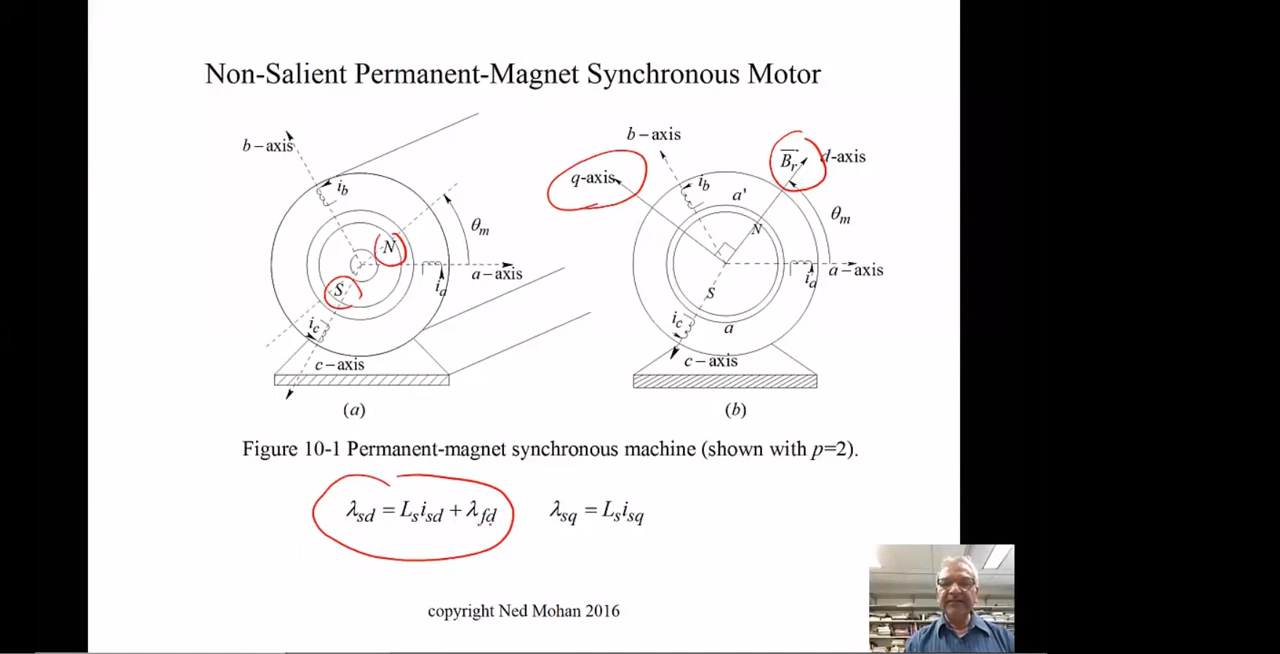 Non-Salient Permanent-Magnet Synchronous Motor
b – axis
i_b
N
θ_m
a – axis
i_a
S
i_c
c – axis
(a)
b – axis
q-axis
i_b
a'
B_r
d-axis
N
θ_m
a – axis
i_a
S
i_c
a
c – axis
(b)
Figure 10-1 Permanent-magnet synchronous machine (shown with p=2).
λ_sd = L_s i_sd + λ_fd λ_sq = L_s i_sq
copyright Ned Mohan 2016